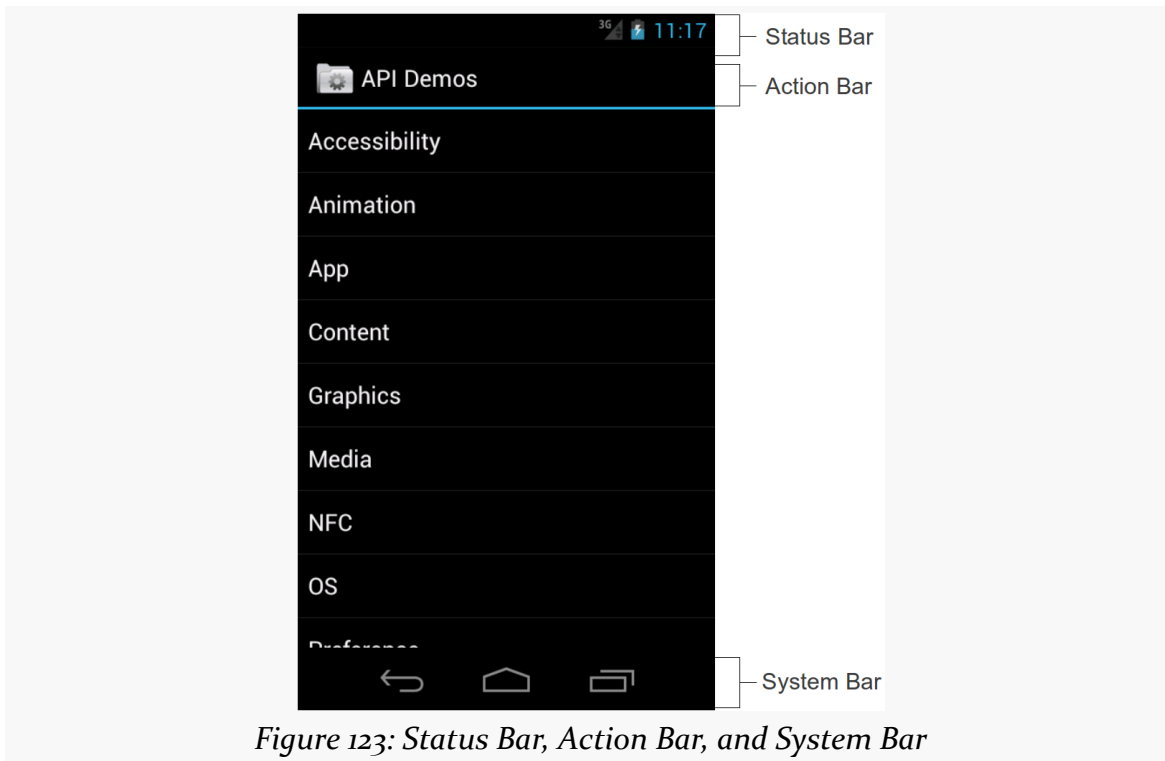 3G 11:17
Status Bar
API Demos
Action Bar
Accessibility
Animation
App
Content
Graphics
Media
NFC
OS
Preference
System Bar
Figure 123: Status Bar, Action Bar, and System Bar